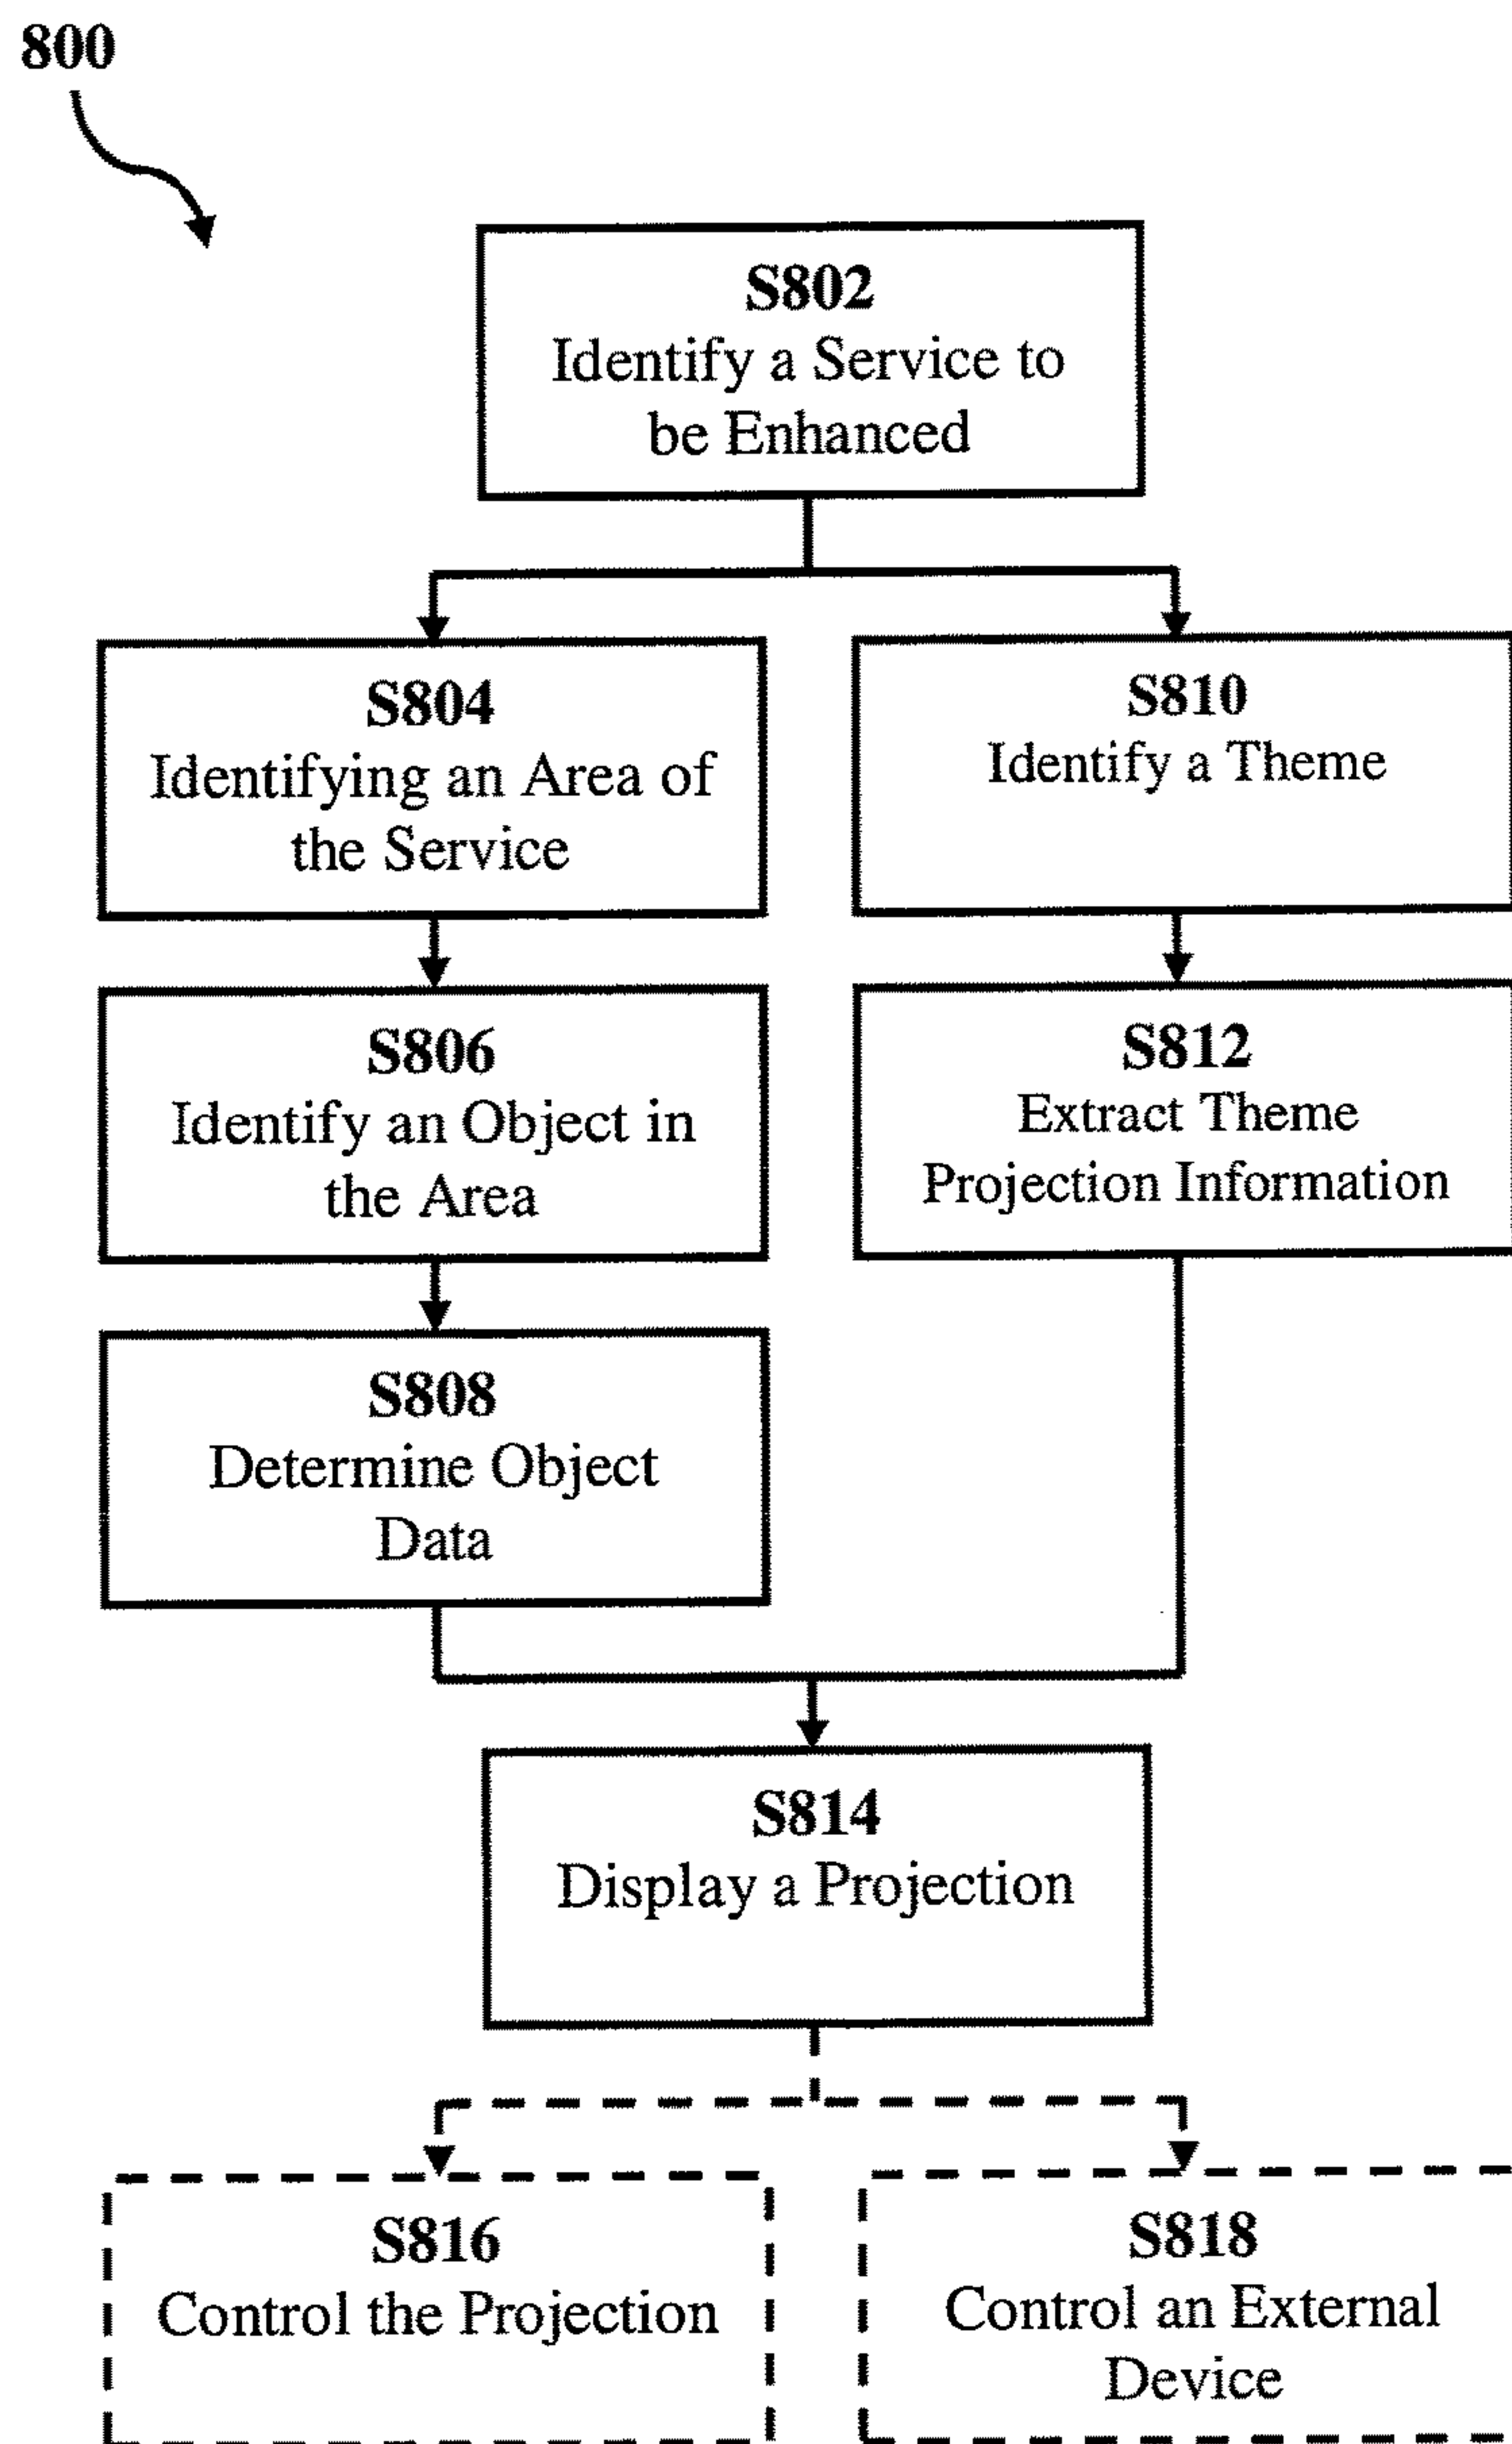 800
S802
Identify a Service to
be Enhanced
S804
Identifying an Area of
the Service
S810
Identify a Theme
S806
Identify an Object in
the Area
S812
Extract Theme
Projection Information
S808
Determine Object
Data
S814
Display a Projection
S816
Control the Projection
S818
Control an External
Device